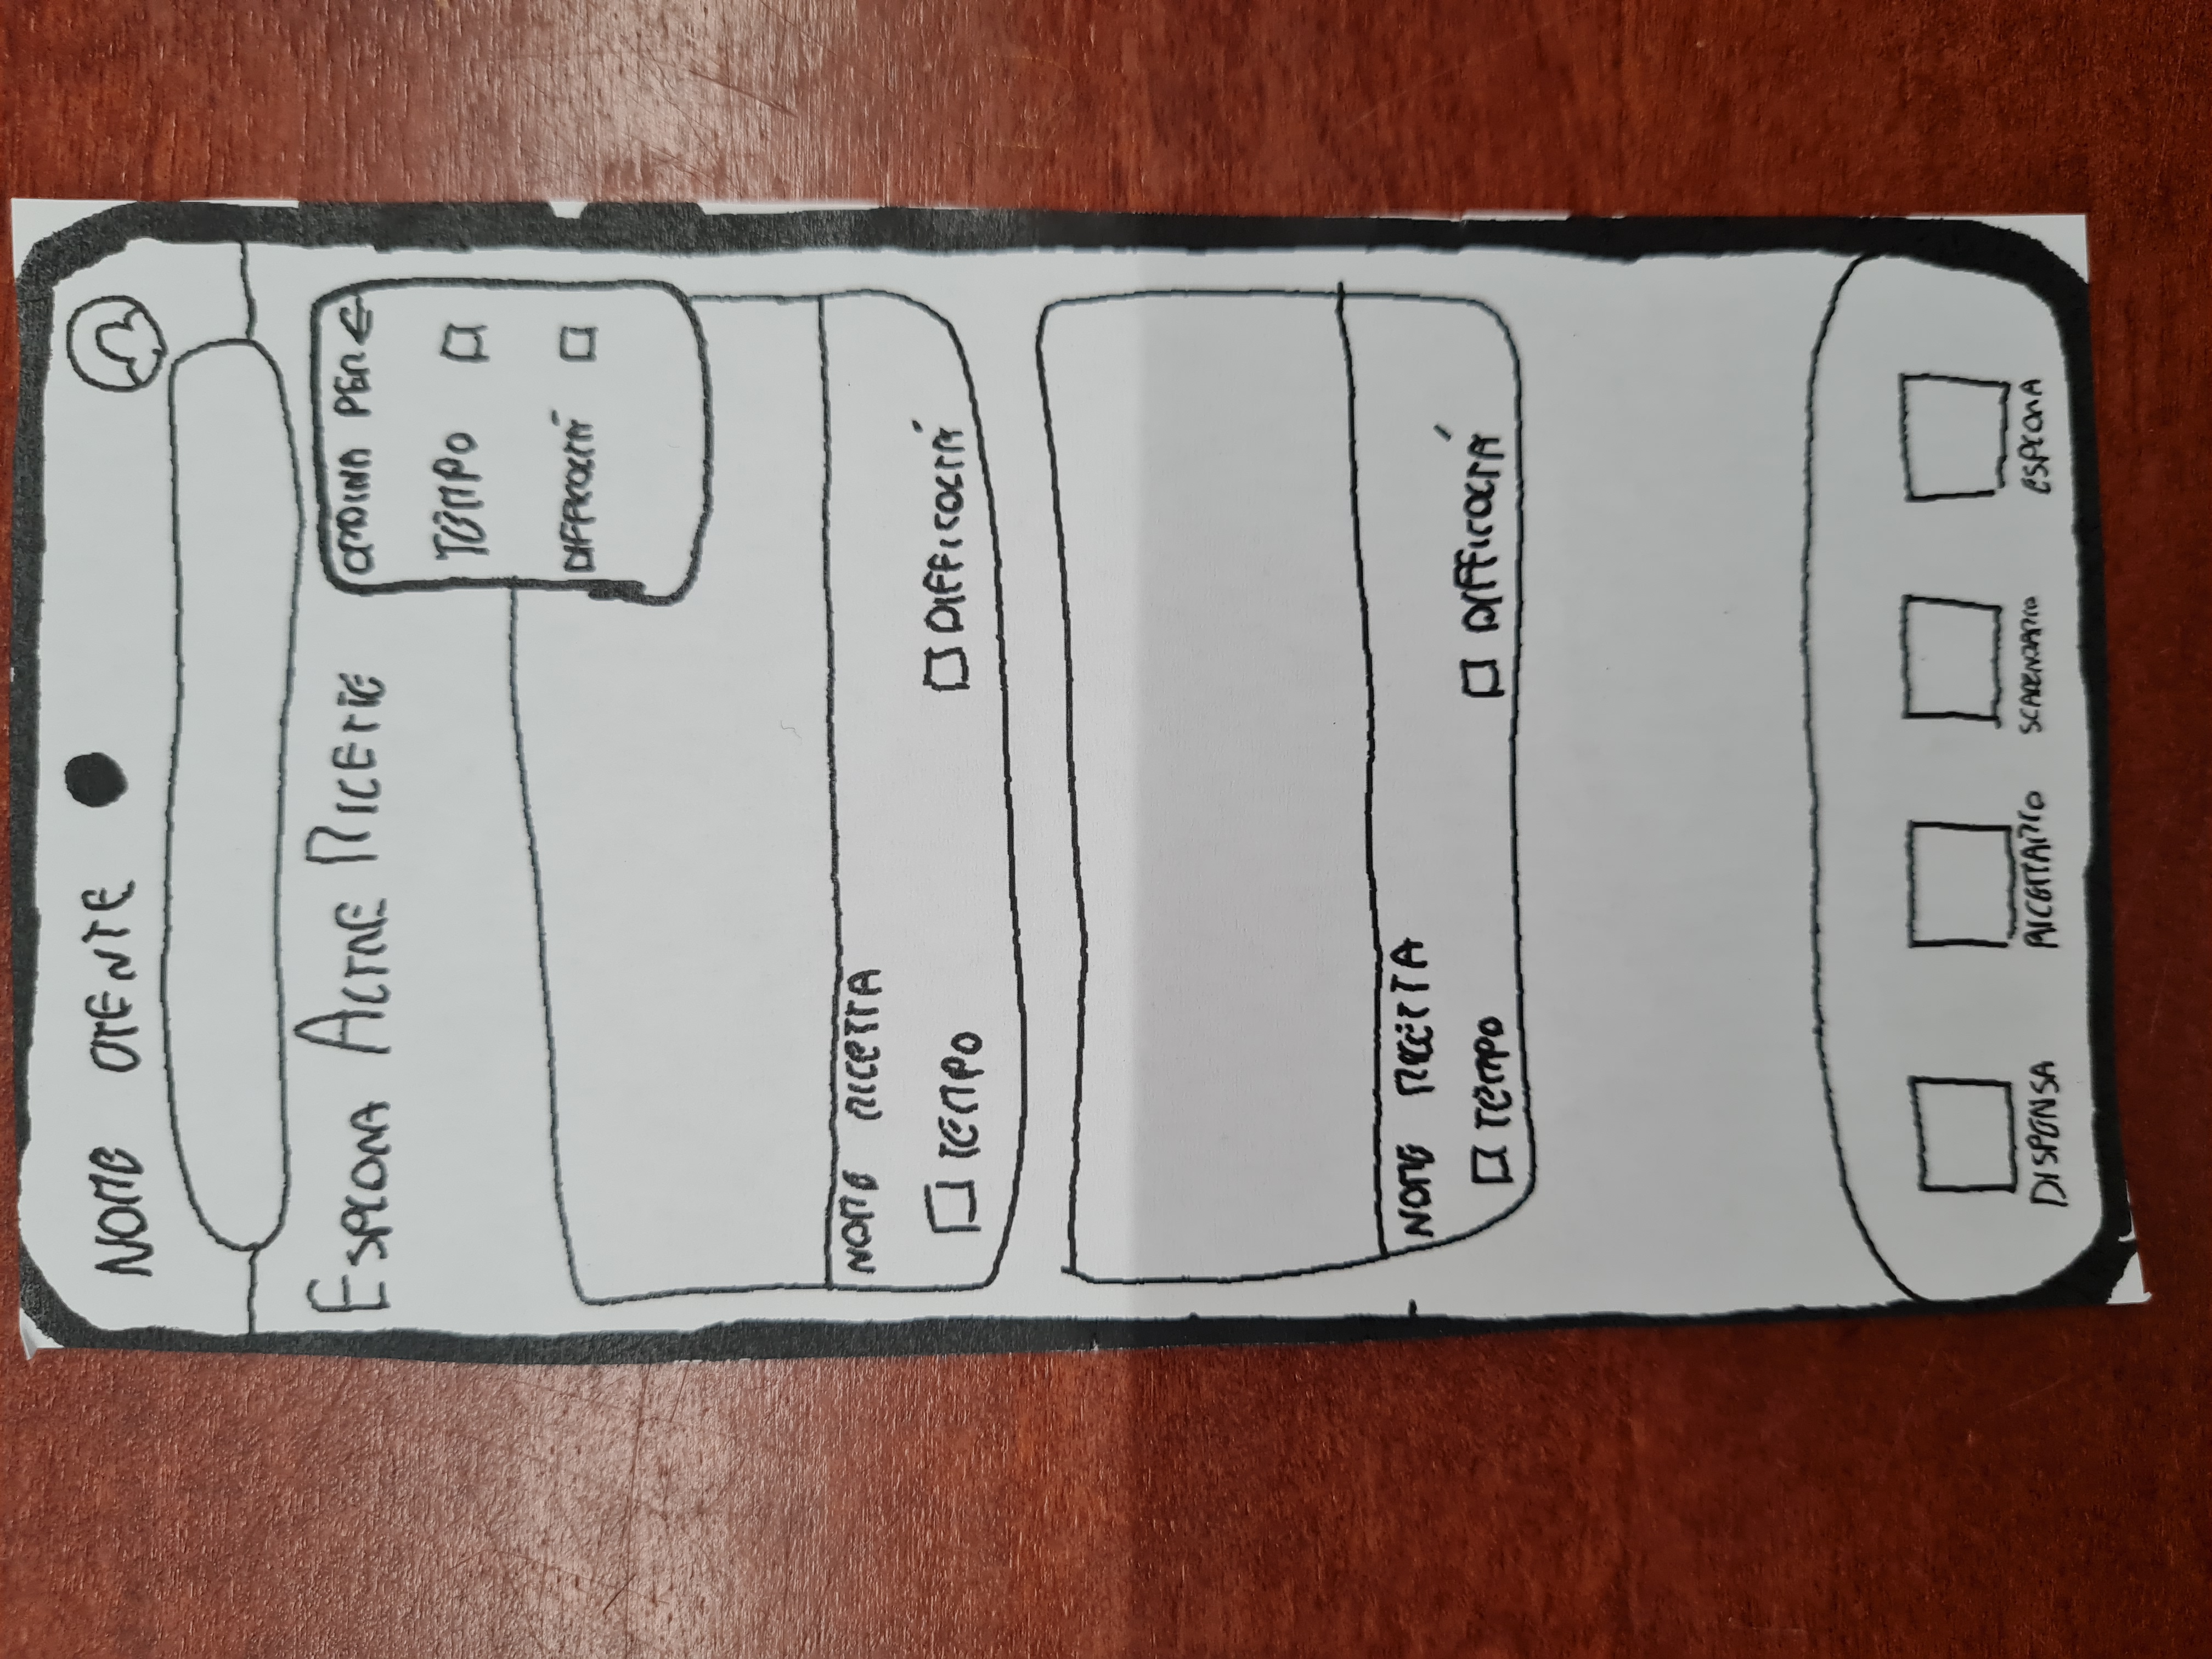 NOME UTENTE
ESPLORA ALTRE RICETTE
ORDINA PER
TEMPO
DIFFICOLTÁ
NOME RICETTA
TEMPO DIFFICOLTÁ
NOME RICETTA
TEMPO DIFFICOLTÁ
DISPENSA RICETTARIO SCADENZARIO ESPLORA